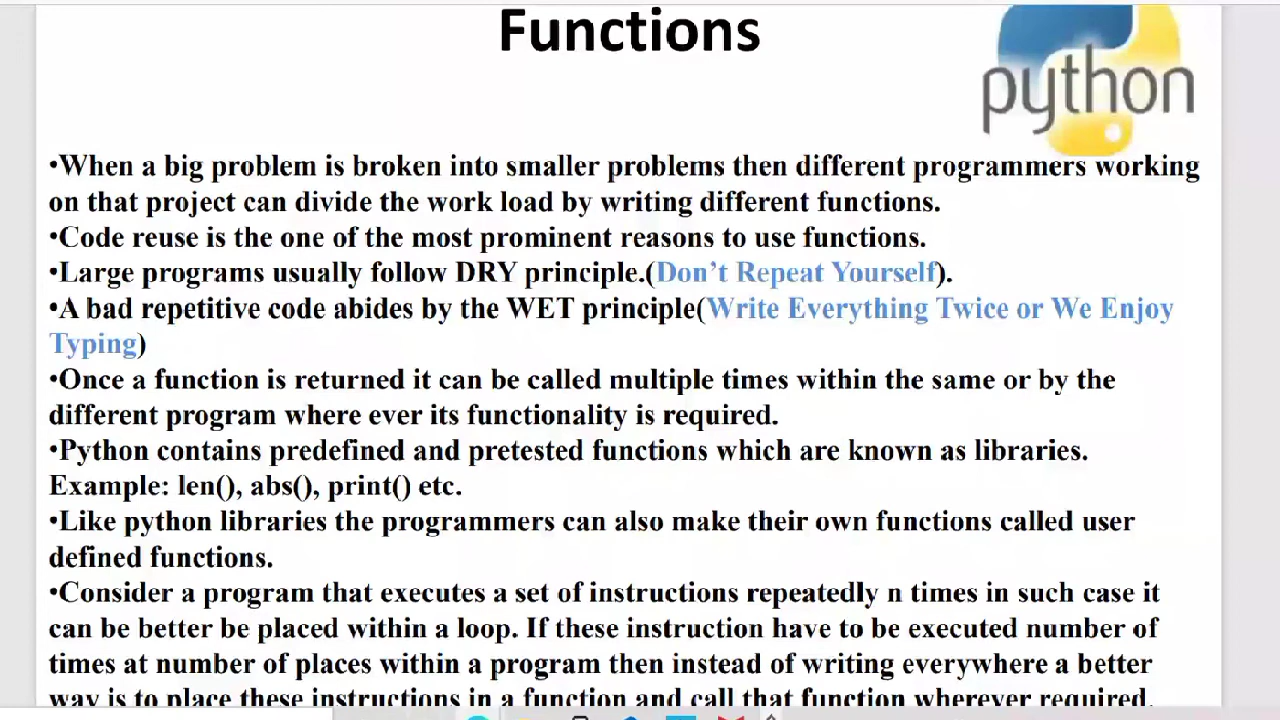 Functions
python
•When a big problem is broken into smaller problems then different programmers working
on that project can divide the work load by writing different functions.
•Code reuse is the one of the most prominent reasons to use functions.
•Large programs usually follow DRY principle.(Don’t Repeat Yourself).
•A bad repetitive code abides by the WET principle(Write Everything Twice or We Enjoy
Typing)
•Once a function is returned it can be called multiple times within the same or by the
different program where ever its functionality is required.
•Python contains predefined and pretested functions which are known as libraries.
Example: len(), abs(), print() etc.
•Like python libraries the programmers can also make their own functions called user
defined functions.
•Consider a program that executes a set of instructions repeatedly n times in such case it
can be better be placed within a loop. If these instruction have to be executed number of
times at number of places within a program then instead of writing everywhere a better
way is to place these instructions in a function and call that function wherever required.